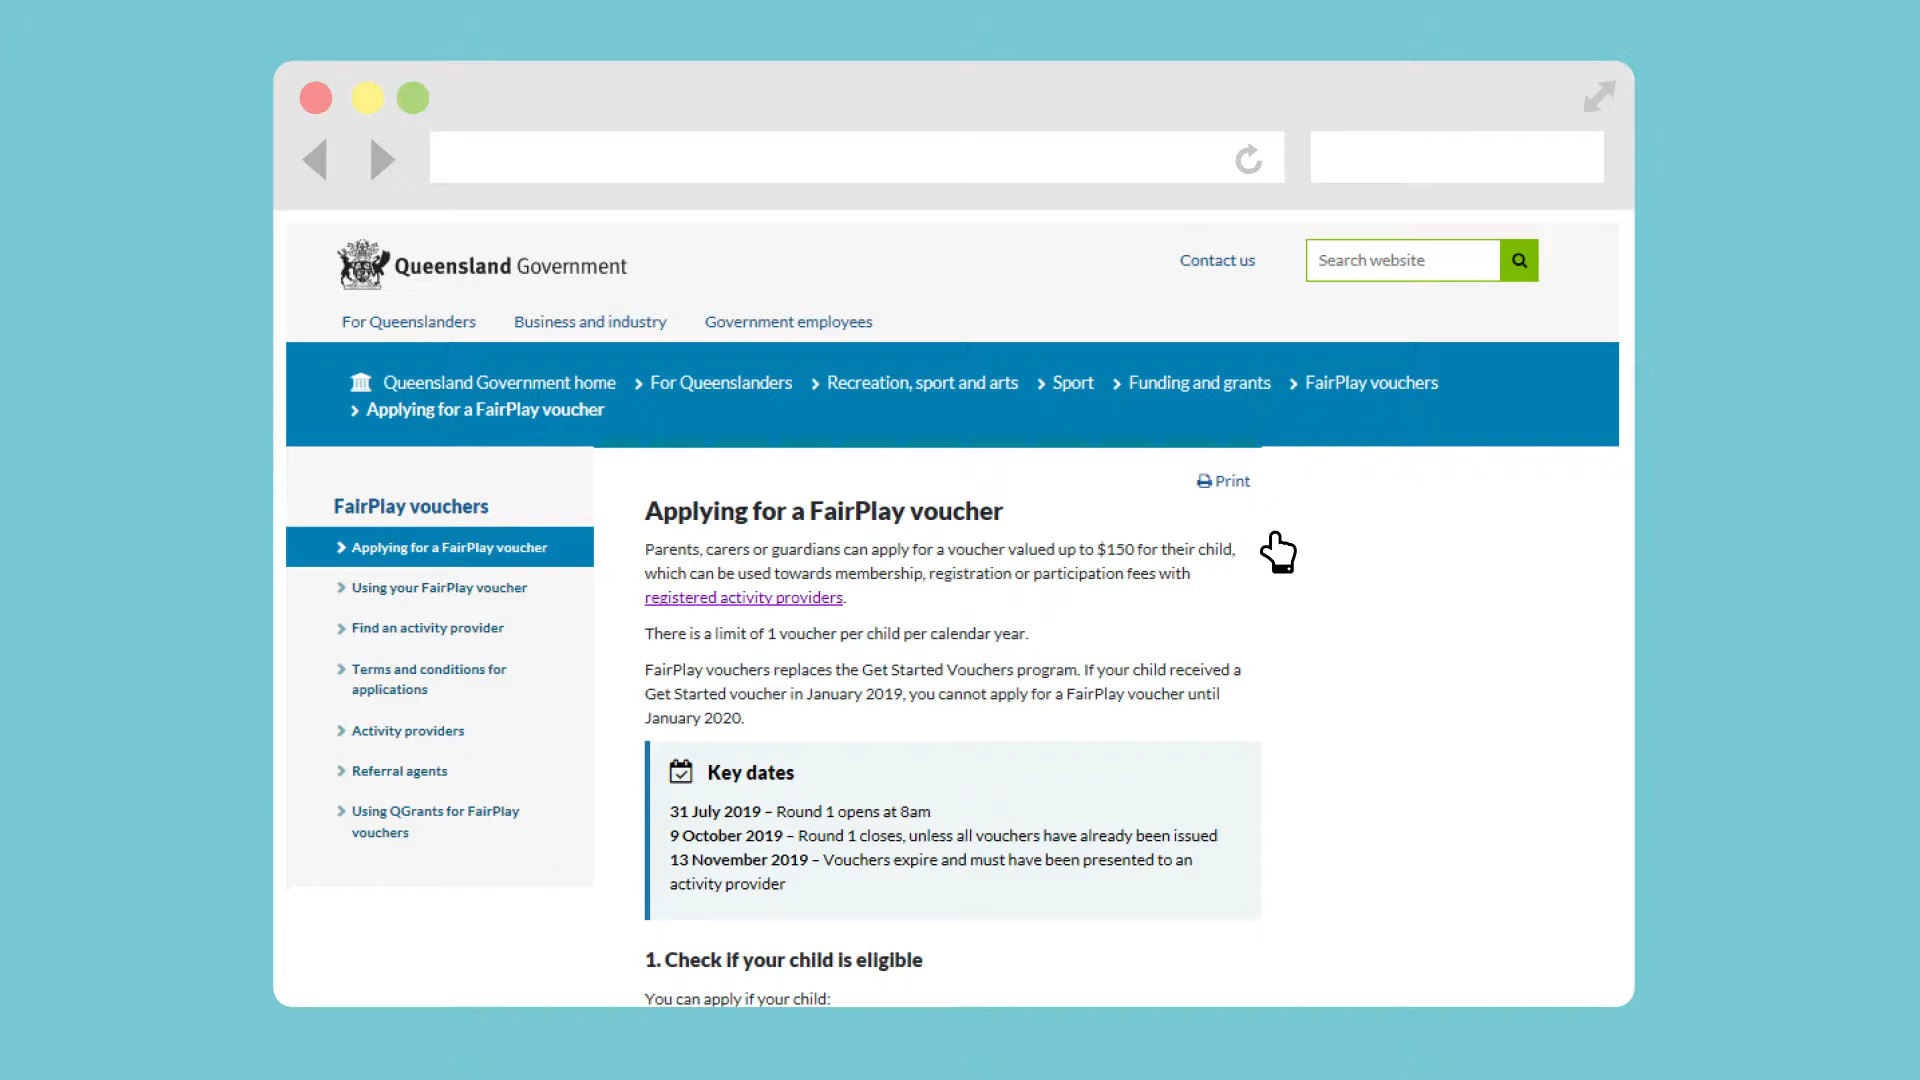 Queensland Government
Contact us
Search website
For Queenslanders
Business and industry
Government employees
Queensland Government home
For Queenslanders
Recreation, sport and arts
Sport
Funding and grants
FairPlay vouchers
Applying for a FairPlay voucher
FairPlay vouchers
Applying for a FairPlay voucher
Using your FairPlay voucher
Find an activity provider
Terms and conditions for
applications
Activity providers
Referral agents
Using QGrants for FairPlay
vouchers
Print
Applying for a FairPlay voucher
Parents, carers or guardians can apply for a voucher valued up to $150 for their child,
which can be used towards membership, registration or participation fees with
registered activity providers.
There is a limit of 1 voucher per child per calendar year.
FairPlay vouchers replaces the Get Started Vouchers program. If your child received a
Get Started voucher in January 2019, you cannot apply for a FairPlay voucher until
January 2020.
Key dates
31 July 2019 – Round 1 opens at 8am
9 October 2019 – Round 1 closes, unless all vouchers have already been issued
13 November 2019 – Vouchers expire and must have been presented to an
activity provider
1. Check if your child is eligible
You can apply if your child: